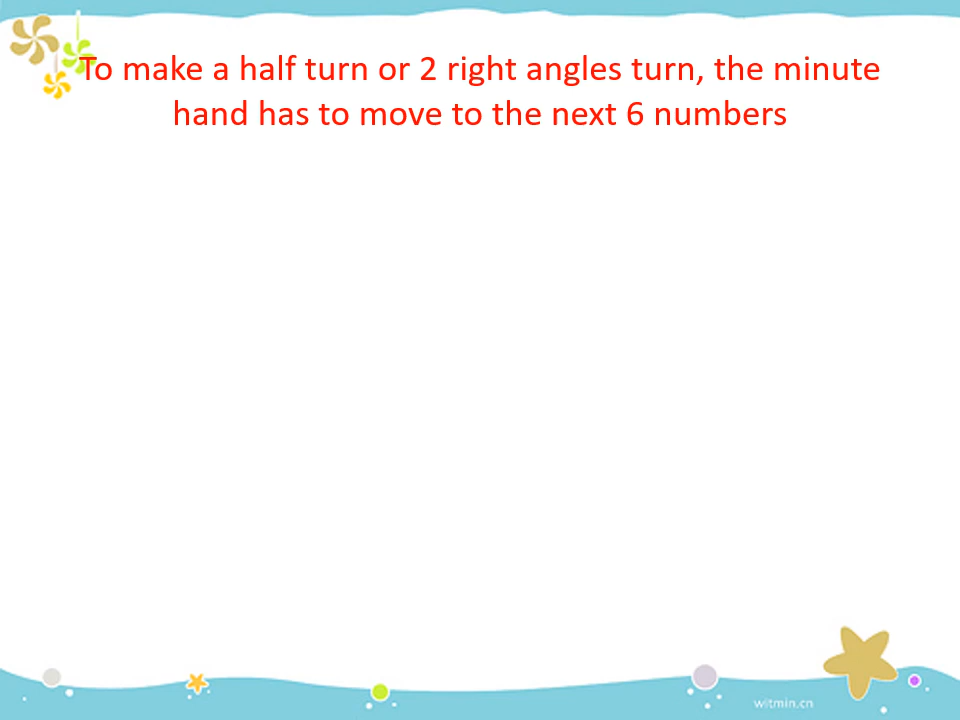 To make a half turn or 2 right angles turn, the minute
hand has to move to the next 6 numbers
witmin.cn